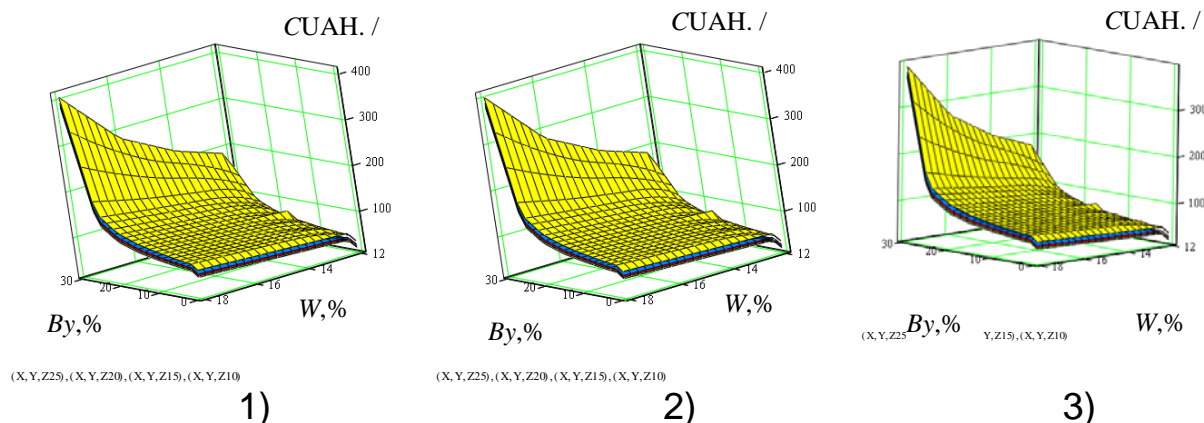 CUAH. /
400
300
200
100
12
14
16
18
30
20
10
0
By,%
W,%
(X,Y,Z25),(X,Y,Z20),(X,Y,Z15),(X,Y,Z10)
1)
CUAH. /
400
300
200
100
12
14
16
18
30
20
10
0
By,%
W,%
(X,Y,Z25),(X,Y,Z20),(X,Y,Z15),(X,Y,Z10)
2)
CUAH. /
300
200
100
12
14
16
18
30
20
10
0
(X,Y,Z25
By,%
Y,Z15),(X,Y,Z10)
W,%
3)